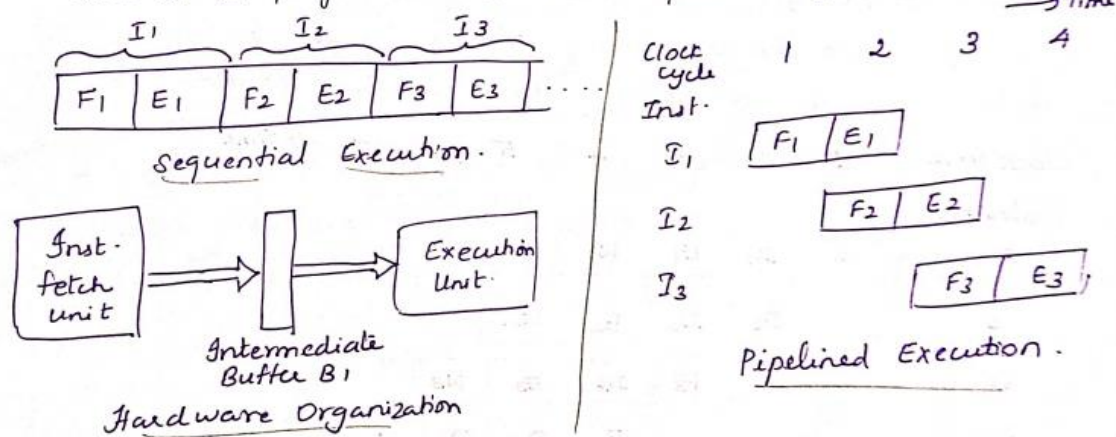 I1 I2 I3
F1 E1 F2 E2 F3 E3 ....
Sequential Execution.
Inst.
fetch
unit
Execution
Unit.
Intermediate
Buffer B1
Hardware Organization
Time
Clock
cycle
1 2 3 4
Inst.
I1 F1 E1
I2 F2 E2
I3 F3 E3
Pipelined Execution.